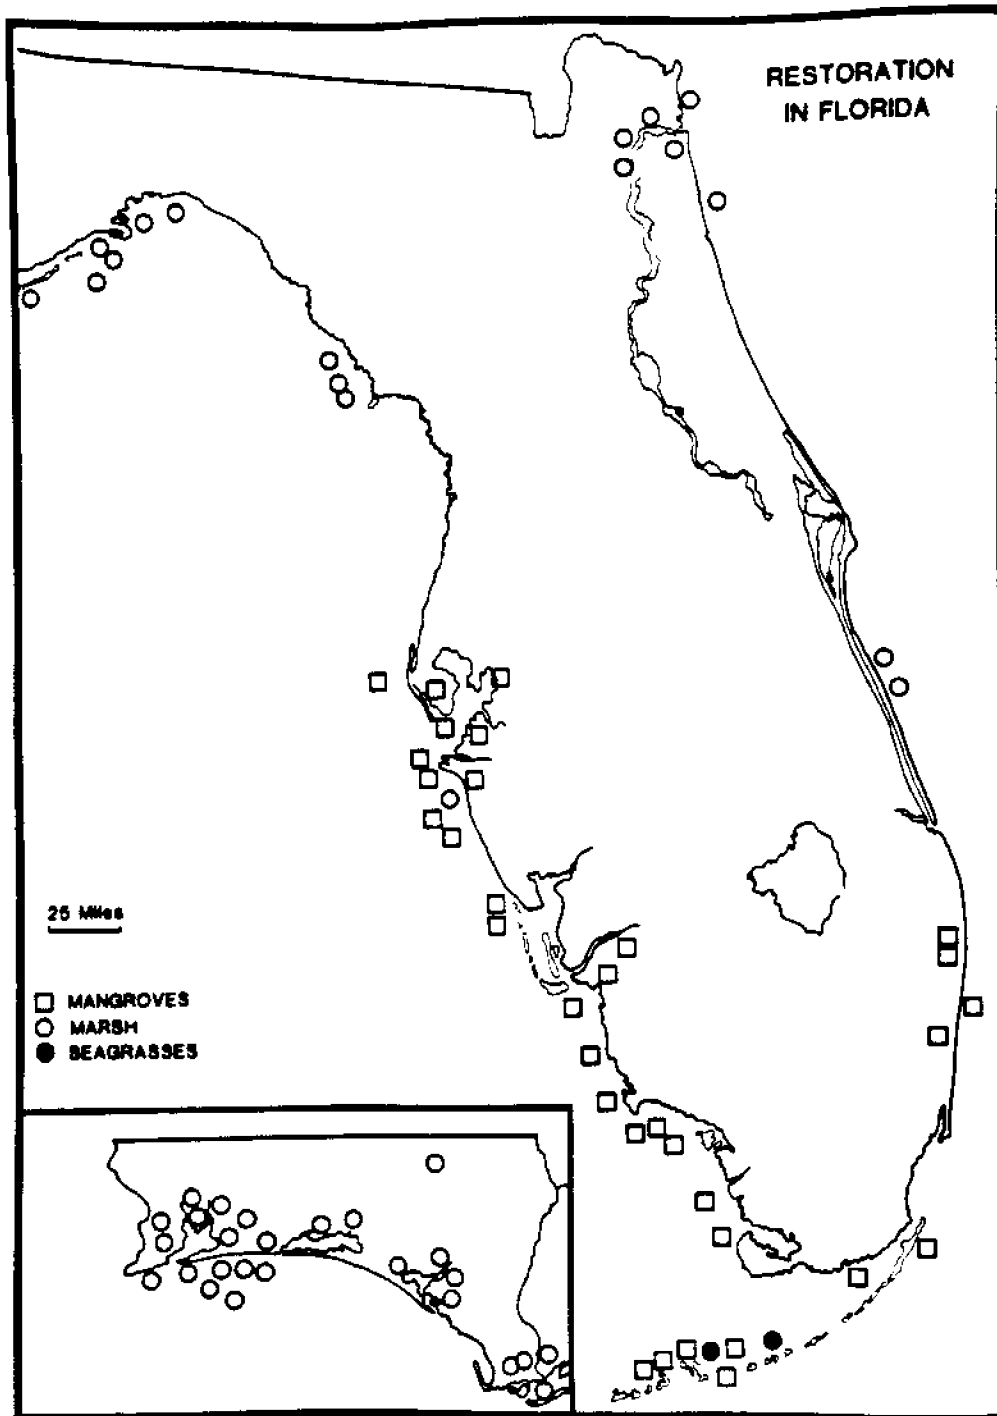 RESTORATION
IN FLORIDA
25 Miles
MANGROVES
MARSH
SEAGRASSES